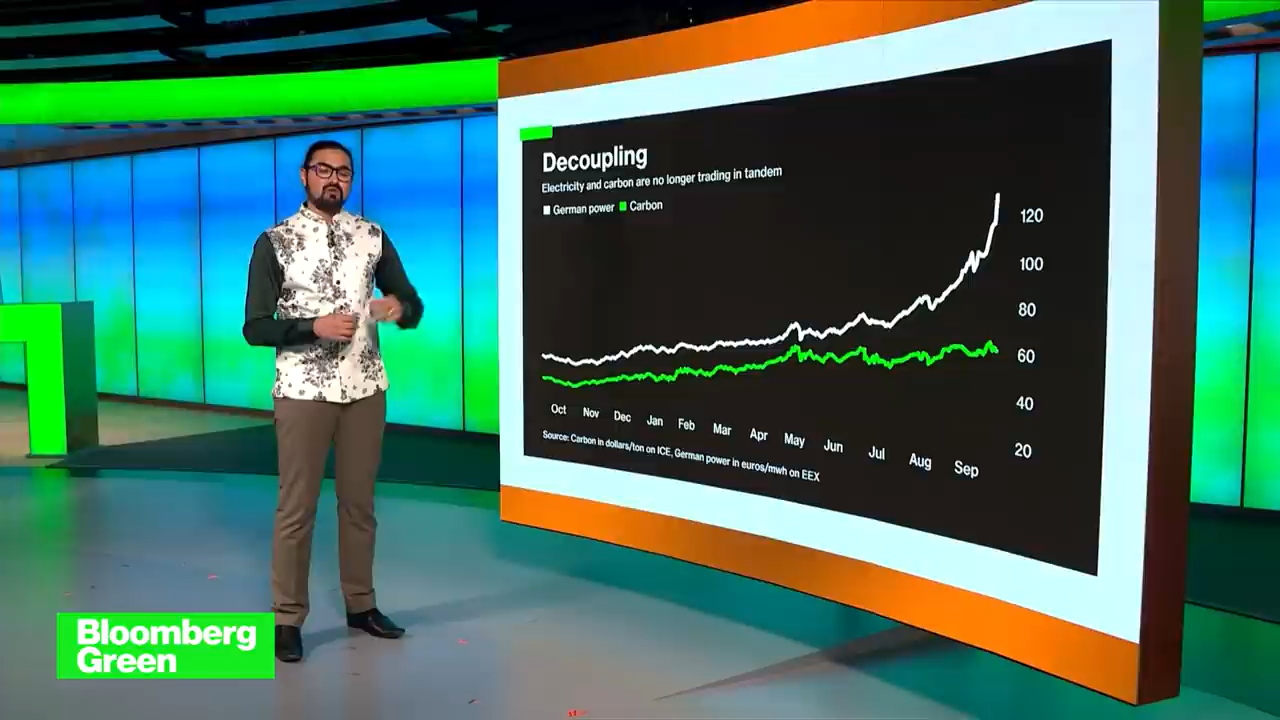 Decoupling
Electricity and carbon are no longer trading in tandem
German power Carbon
120
100
80
60
40
20
Oct Nov Dec Jan Feb Mar Apr May Jun Jul Aug Sep
Source: Carbon in dollars/ton on ICE, German power in euros/mwh on EEX
Bloomberg
Green